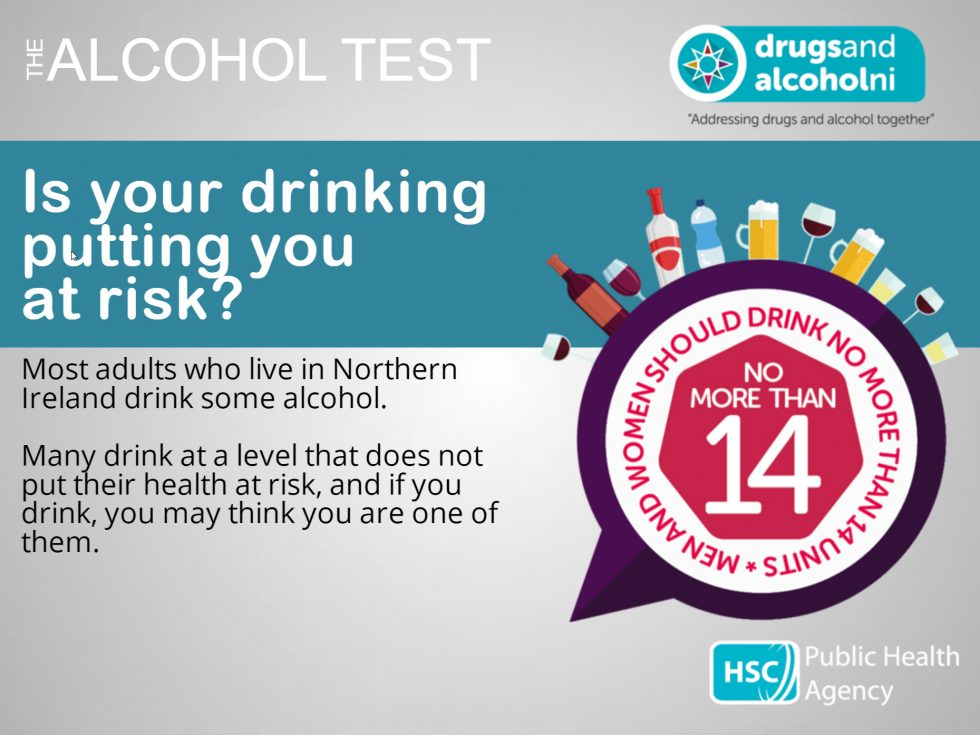 THE ALCOHOL TEST
drugsand
alcoholni
"Addressing drugs and alcohol together"
Is your drinking
putting you
at risk?
Most adults who live in Northern
Ireland drink some alcohol.
Many drink at a level that does not
put their health at risk, and if you
drink, you may think you are one of
them.
MEN AND WOMEN SHOULD DRINK NO MORE THAN 14 UNITS *
NO
MORE THAN
14
HSC Public Health
Agency